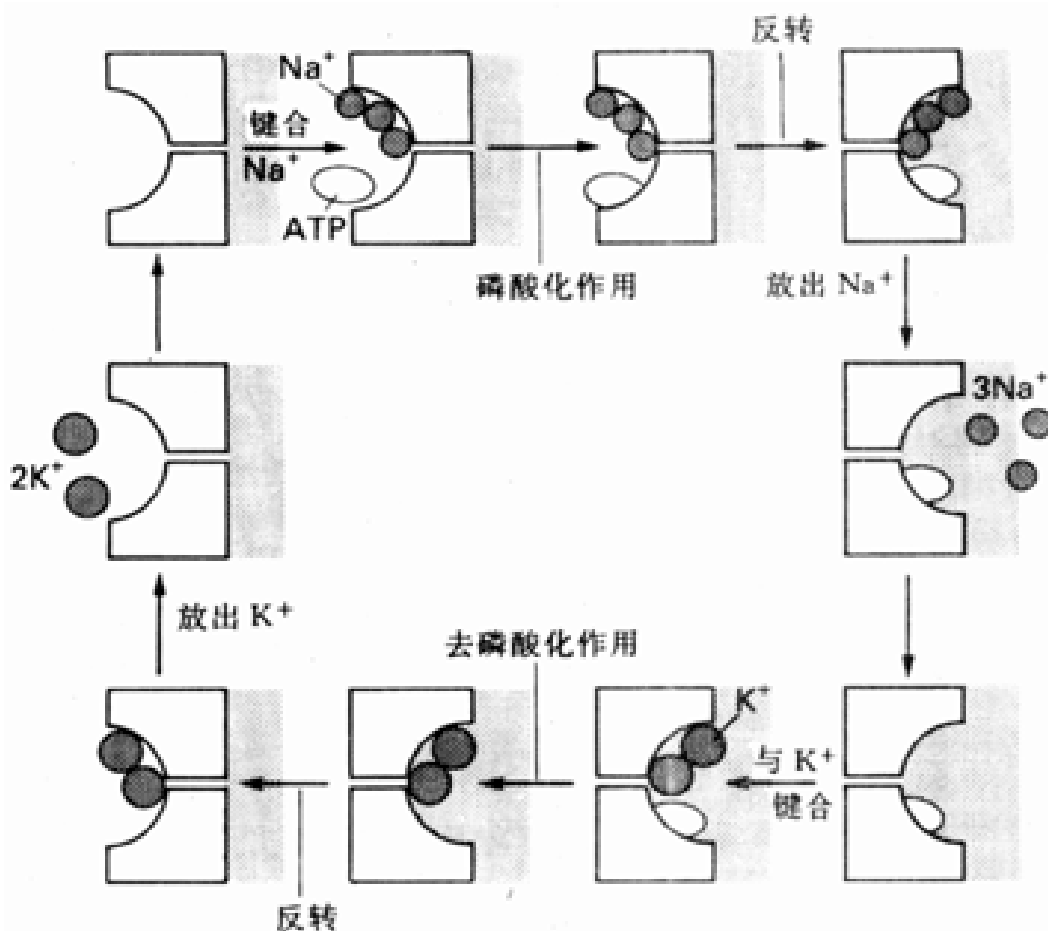 反转
Na⁺
键合
Na⁺
ATP
磷酸化作用
放出 Na⁺
3Na⁺
2K⁺
放出 K⁺
去磷酸化作用
K⁺
与 K⁺
键合
反转